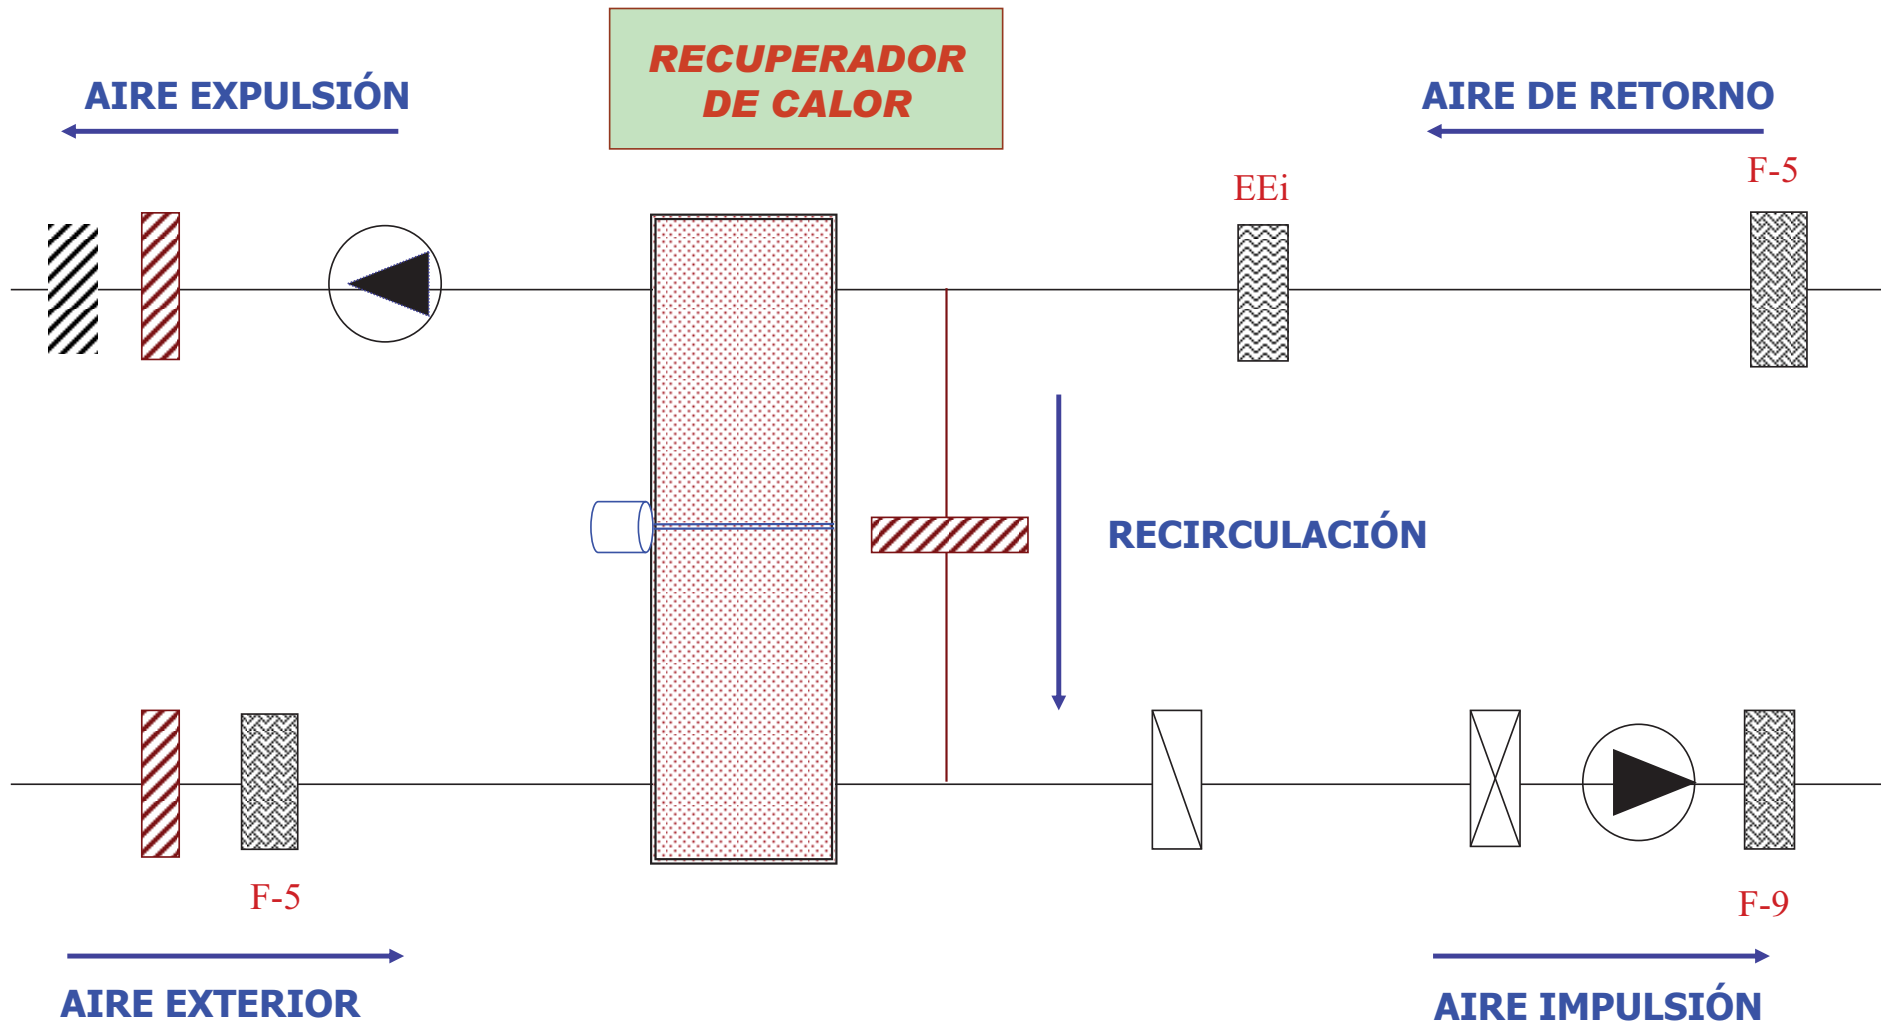 RECUPERADOR
DE CALOR
AIRE EXPULSIÓN
AIRE DE RETORNO
EEi
F-5
RECIRCULACIÓN
F-5
F-9
AIRE EXTERIOR
AIRE IMPULSIÓN